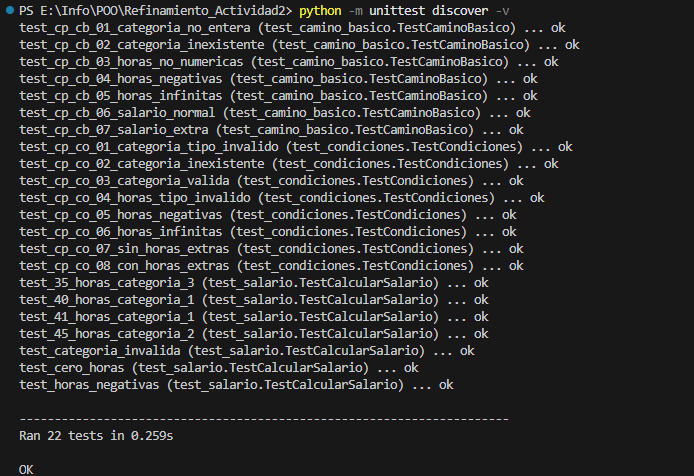 PS E:\Info\POO\Refinamiento_Actividad2> python -m unittest discover -v
test_cp_cb_01_categoria_no_entera (test_camino_basico.TestCaminoBasico) ... ok
test_cp_cb_02_categoria_inexistente (test_camino_basico.TestCaminoBasico) ... ok
test_cp_cb_03_horas_no_numericas (test_camino_basico.TestCaminoBasico) ... ok
test_cp_cb_04_horas_negativas (test_camino_basico.TestCaminoBasico) ... ok
test_cp_cb_05_horas_infinitas (test_camino_basico.TestCaminoBasico) ... ok
test_cp_cb_06_salario_normal (test_camino_basico.TestCaminoBasico) ... ok
test_cp_cb_07_salario_extra (test_camino_basico.TestCaminoBasico) ... ok
test_cp_co_01_categoria_tipo_invalido (test_condiciones.TestCondiciones) ... ok
test_cp_co_02_categoria_inexistente (test_condiciones.TestCondiciones) ... ok
test_cp_co_03_categoria_valida (test_condiciones.TestCondiciones) ... ok
test_cp_co_04_horas_tipo_invalido (test_condiciones.TestCondiciones) ... ok
test_cp_co_05_horas_negativas (test_condiciones.TestCondiciones) ... ok
test_cp_co_06_horas_infinitas (test_condiciones.TestCondiciones) ... ok
test_cp_co_07_sin_horas_extras (test_condiciones.TestCondiciones) ... ok
test_cp_co_08_con_horas_extras (test_condiciones.TestCondiciones) ... ok
test_35_horas_categoria_3 (test_salario.TestCalcularSalario) ... ok
test_40_horas_categoria_1 (test_salario.TestCalcularSalario) ... ok
test_41_horas_categoria_1 (test_salario.TestCalcularSalario) ... ok
test_45_horas_categoria_2 (test_salario.TestCalcularSalario) ... ok
test_categoria_invalida (test_salario.TestCalcularSalario) ... ok
test_cero_horas (test_salario.TestCalcularSalario) ... ok
test_horas_negativas (test_salario.TestCalcularSalario) ... ok
----------------------------------------------------------------------
Ran 22 tests in 0.259s
OK